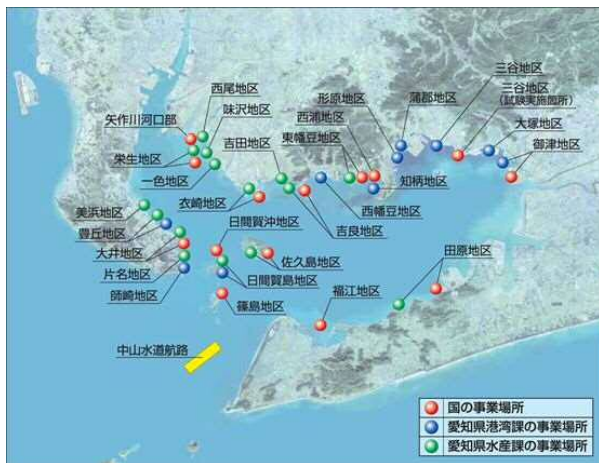 三谷地区
西尾地区
形原地区
蒲郡地区
三谷地区
(試験実施箇所)
味沢地区
西浦地区
大塚地区
矢作川河口部
吉田地区
東幡豆地区
御津地区
栄生地区
一色地区
知柄地区
衣崎地区
西幡豆地区
美浜地区
吉良地区
豊丘地区
日間賀沖地区
大井地区
佐久島地区
田原地区
片名地区
日間賀島地区
師崎地区
福江地区
篠島地区
中山水道航路
国の事業場所
愛知県港湾課の事業場所
愛知県水産課の事業場所